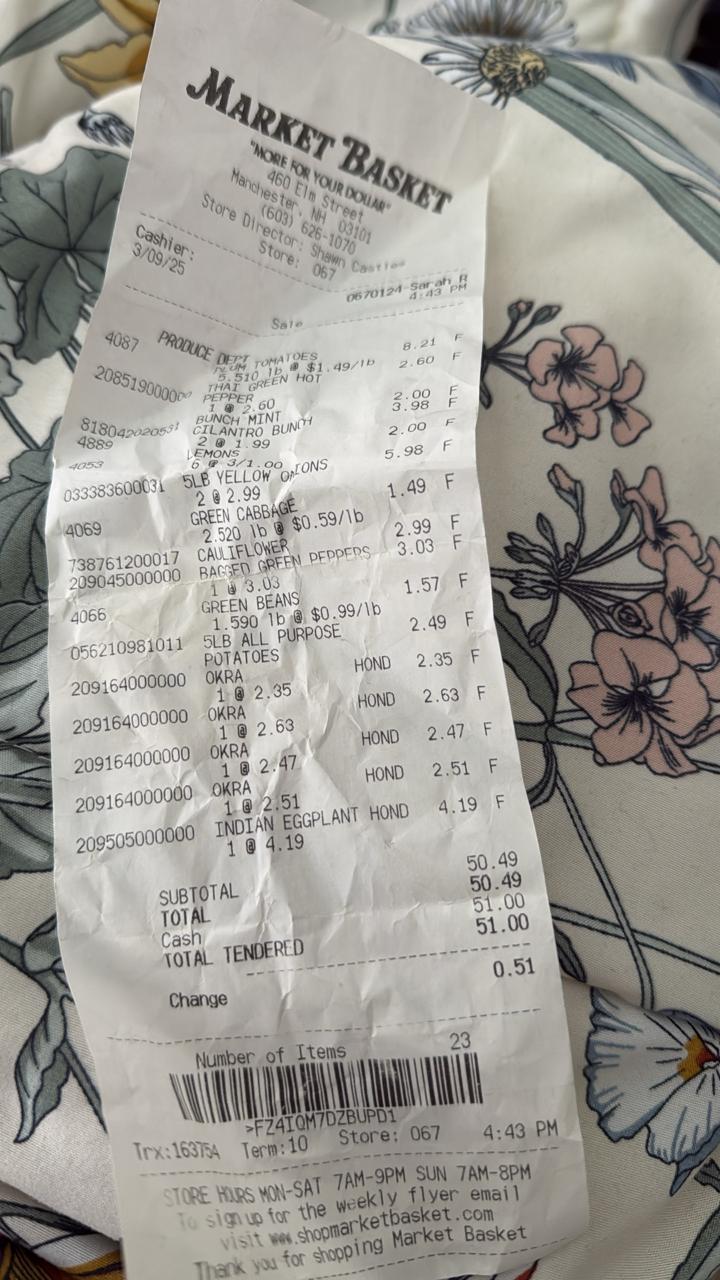 MARKET BASKET
"MORE FOR YOUR DOLLAR"
460 Elm Street
Manchester, NH 03101
(603) 626-1070
Store Director: Shawn
Store: 067
Cashier: 0670124-Sarah R
3/09/25 4:43 PM
Sale
PRODUCE DEPT
4087 PLUM TOMATOES 8.21 F
5.510 lb @ $1.49/lb
208519000000 THAI GREEN HOT 2.60 F
PEPPER
1 @ 2.60
818042020531 BUNCH MINT 2.00 F
4889 CILANTRO BUNCH 3.98 F
2 @ 1.99
4053 LEMONS 2.00 F
6 @ 3/1.00
033383600031 5LB YELLOW ONIONS 5.98 F
2 @ 2.99
4069 GREEN CABBAGE 1.49 F
2.520 lb @ $0.59/lb
738761200017 CAULIFLOWER 2.99 F
209045000000 BAGGED GREEN PEPPERS 3.03 F
1 @ 3.03
4066 GREEN BEANS 1.57 F
1.590 lb @ $0.99/lb
056210981011 5LB ALL PURPOSE 2.49 F
POTATOES
209164000000 OKRA HOND 2.35 F
1 @ 2.35
209164000000 OKRA HOND 2.63 F
1 @ 2.63
209164000000 OKRA HOND 2.47 F
1 @ 2.47
209164000000 OKRA HOND 2.51 F
1 @ 2.51
209505000000 INDIAN EGGPLANT HOND 4.19 F
1 @ 4.19
SUBTOTAL 50.49
TOTAL 50.49
Cash 51.00
TOTAL TENDERED 51.00
Change 0.51
Number of Items 23
>FZ4IQM7DZBUPD1
Trx:163754 Term:10 Store: 067 4:43 PM
STORE HOURS MON-SAT 7AM-9PM SUN 7AM-8PM
To sign up for the weekly flyer email
visit www.shopmarketbasket.com
Thank you for shopping Market Basket